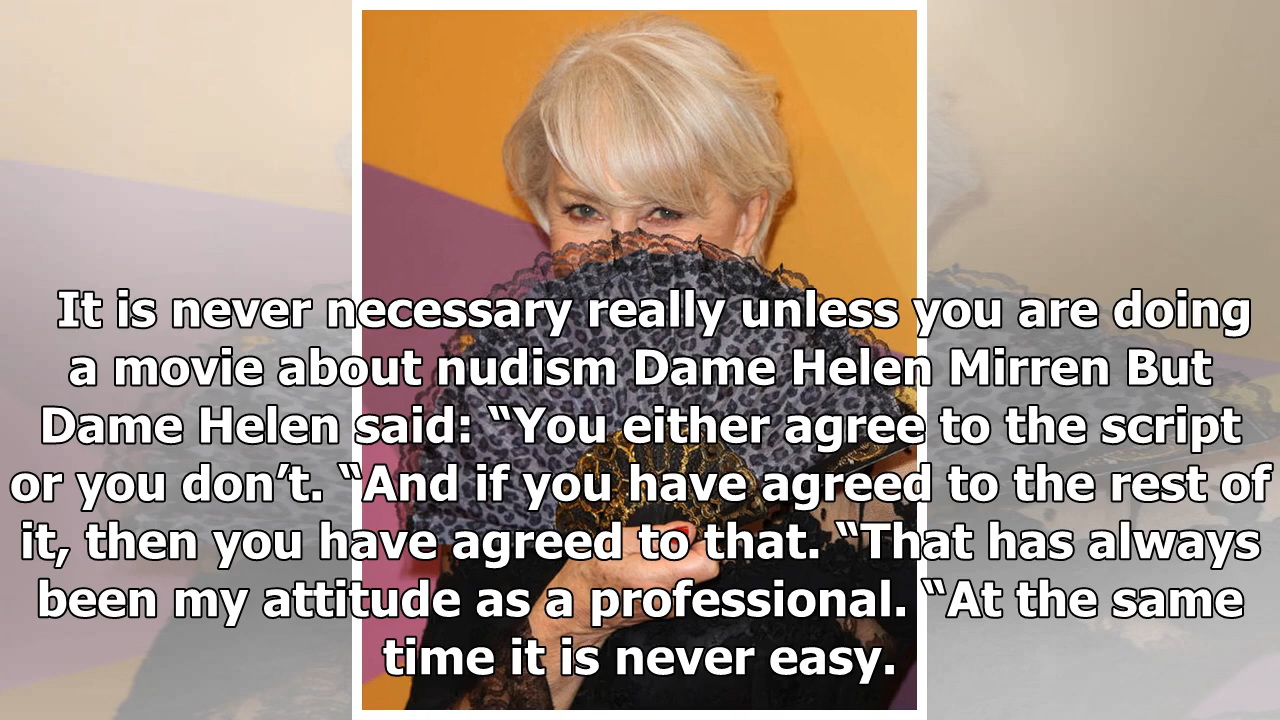 It is never necessary really unless you are doing
a movie about nudism Dame Helen Mirren But
Dame Helen said: “You either agree to the script
or you don’t. “And if you have agreed to the rest of
it, then you have agreed to that. “That has always
been my attitude as a professional. “At the same
time it is never easy.